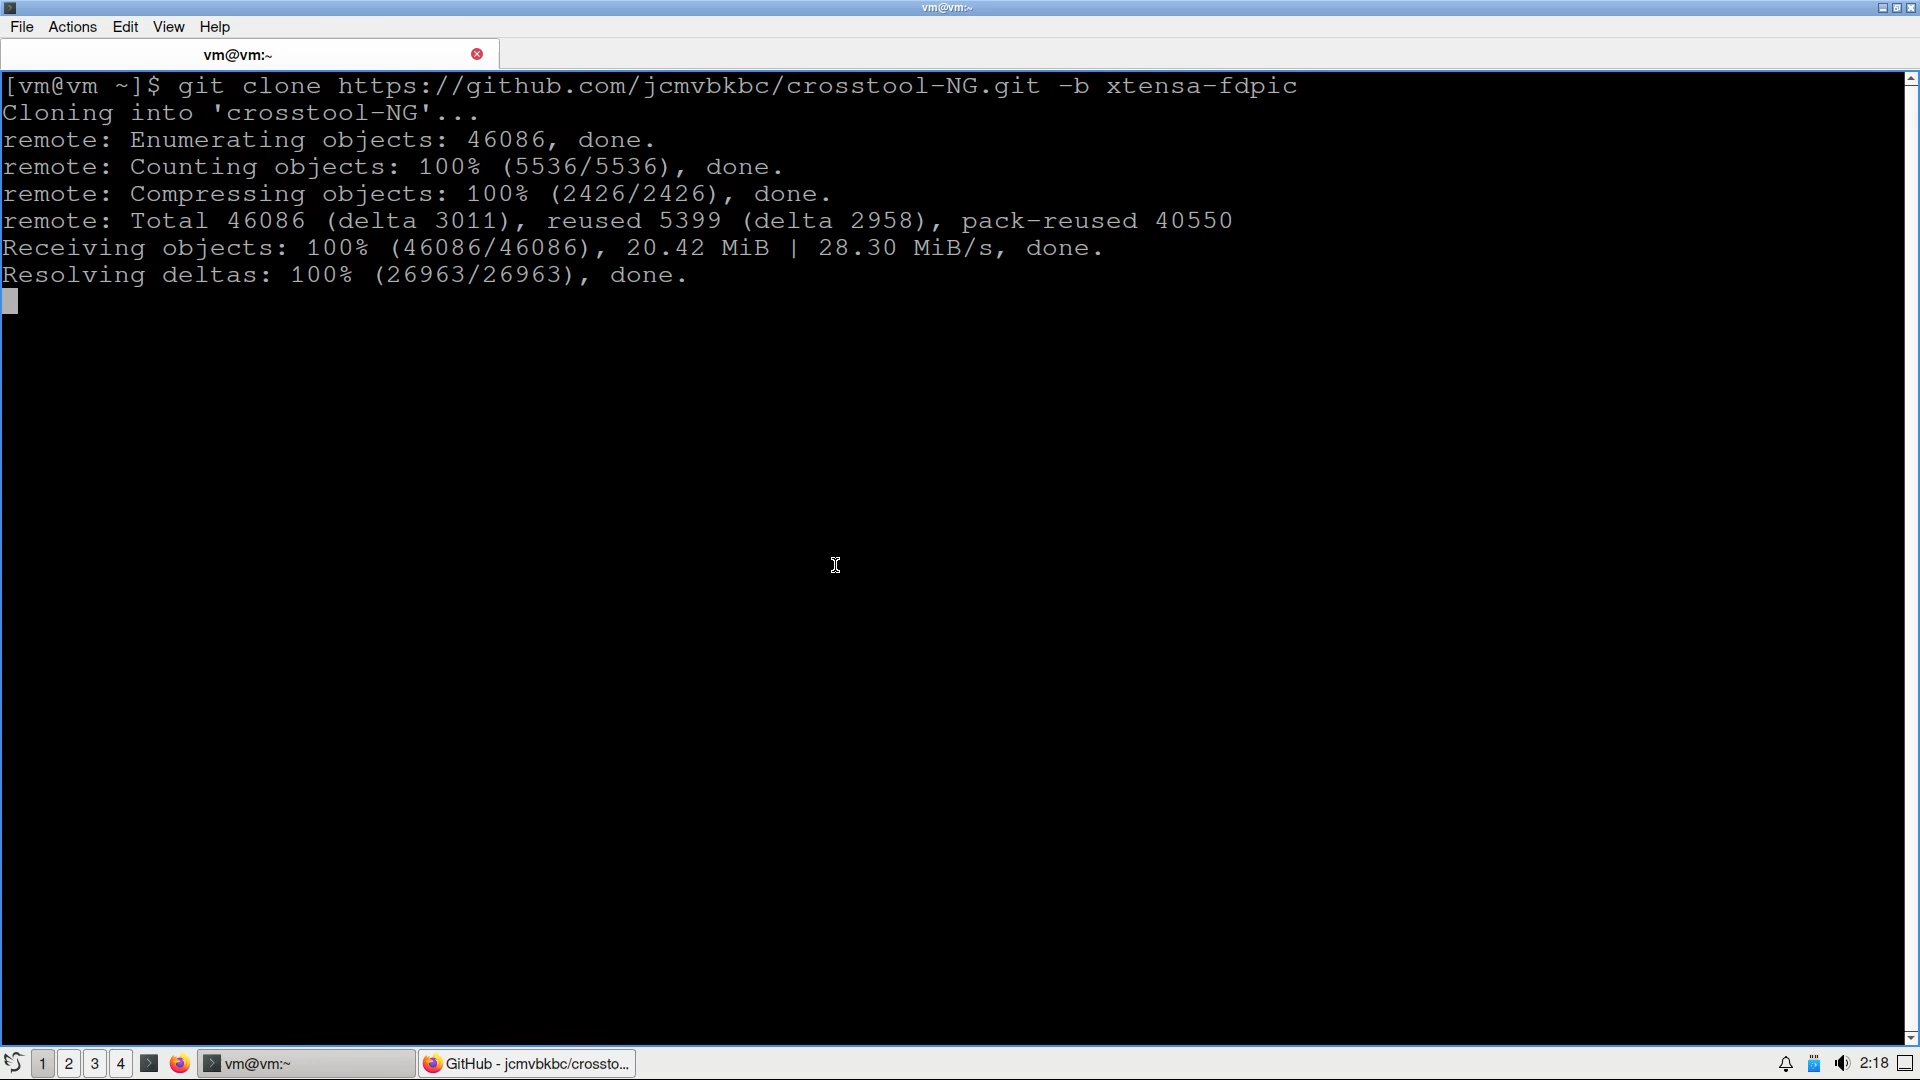 vm@vm:~
File Actions Edit View Help
vm@vm:~
[vm@vm ~]$ git clone https://github.com/jcmvbkbc/crosstool-NG.git -b xtensa-fdpic
Cloning into 'crosstool-NG'...
remote: Enumerating objects: 46086, done.
remote: Counting objects: 100% (5536/5536), done.
remote: Compressing objects: 100% (2426/2426), done.
remote: Total 46086 (delta 3011), reused 5399 (delta 2958), pack-reused 40550
Receiving objects: 100% (46086/46086), 20.42 MiB | 28.30 MiB/s, done.
Resolving deltas: 100% (26963/26963), done.
1 2 3 4 vm@vm:~ GitHub - jcmvbkbc/crossto... 2:18